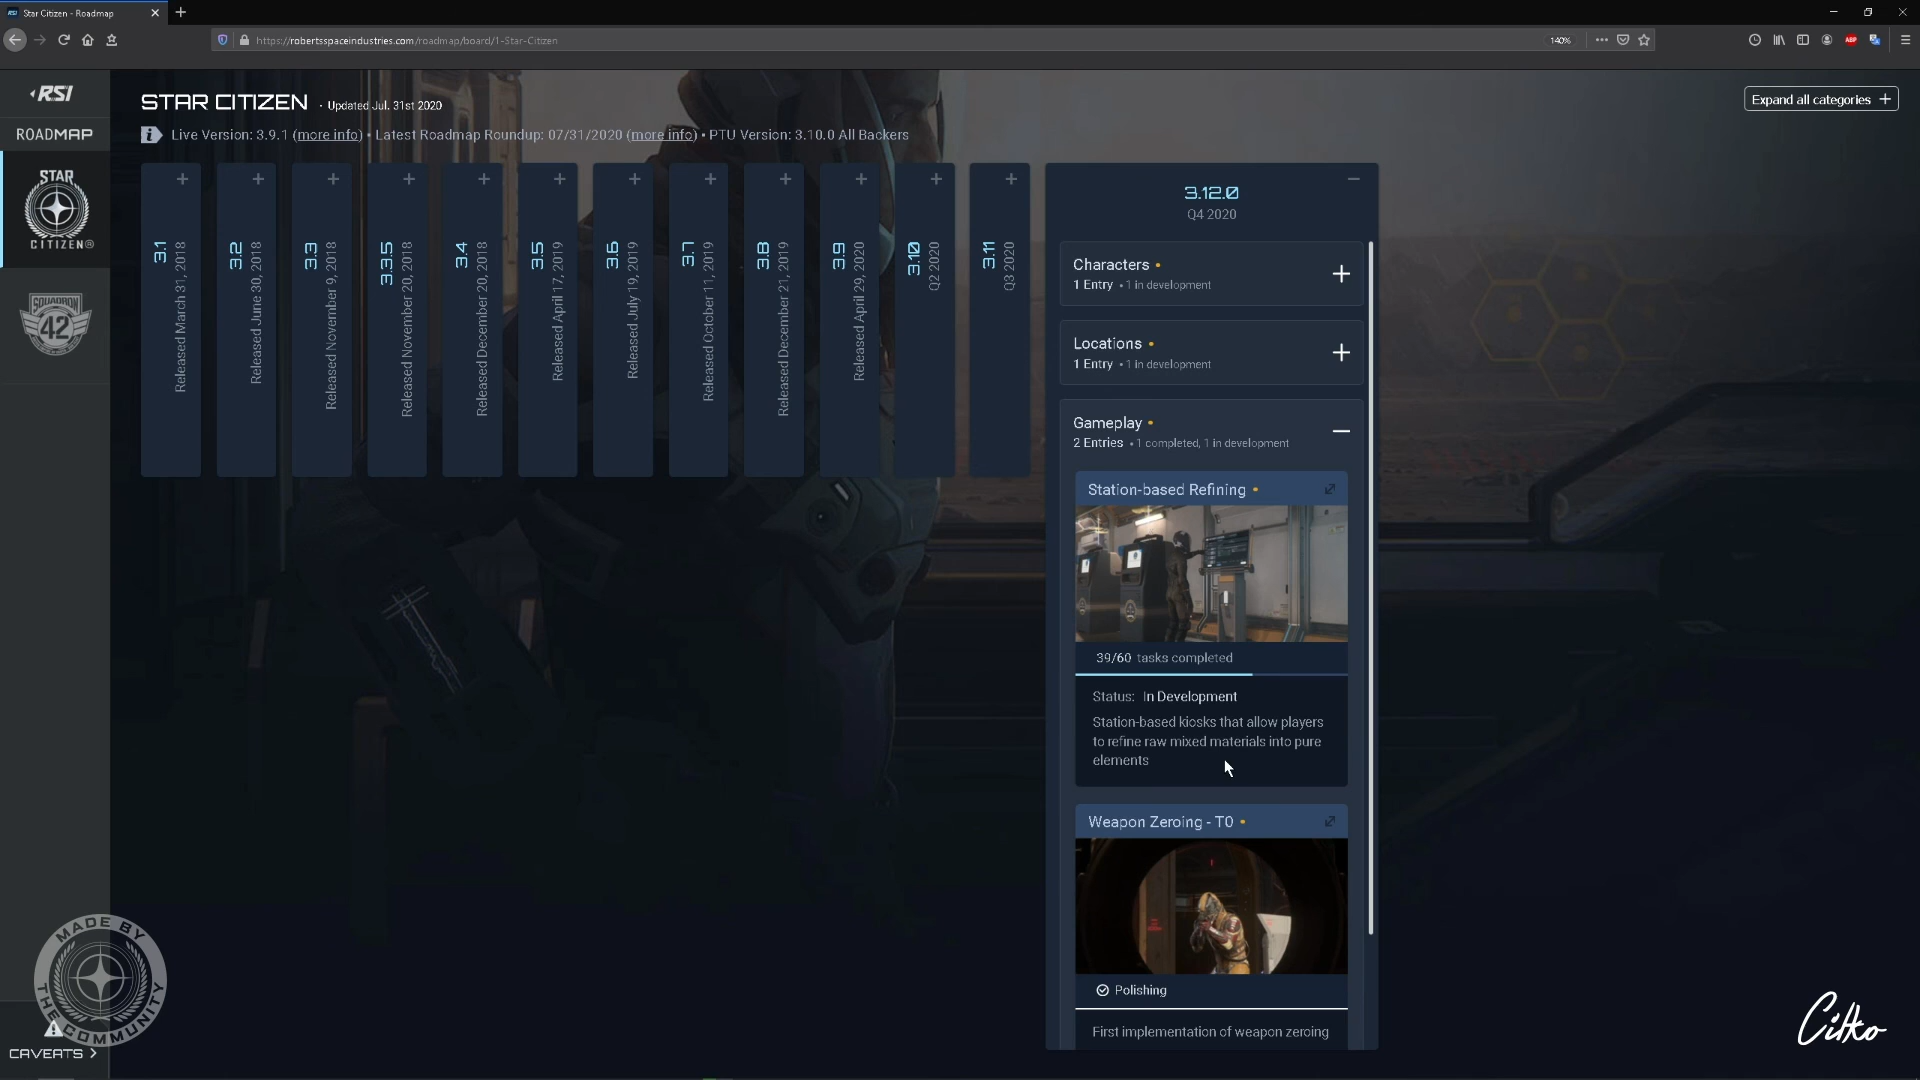 Star Citizen - Roadmap
https://robertsspaceindustries.com/roadmap/board/1-Star-Citizen
140%
ABP
RSI
ROADMAP
STAR CITIZEN®
SQUADRON 42
STAR CITIZEN • Updated Jul. 31st 2020
Expand all categories +
Live Version: 3.9.1 (more info) • Latest Roadmap Roundup: 07/31/2020 (more info) • PTU Version: 3.10.0 All Backers
3.1
Released March 31, 2018
3.2
Released June 30, 2018
3.3
Released November 9, 2018
3.3.5
Released November 20, 2018
3.4
Released December 20, 2018
3.5
Released April 17, 2019
3.6
Released July 19, 2019
3.7
Released October 11, 2019
3.8
Released December 21, 2019
3.9
Released April 29, 2020
3.10
Q2 2020
3.11
Q3 2020
3.12.0
Q4 2020
Characters •
1 Entry • 1 in development
Locations •
1 Entry • 1 in development
Gameplay •
2 Entries • 1 completed, 1 in development
Station-based Refining •
39/60 tasks completed
Status: In Development
Station-based kiosks that allow players
to refine raw mixed materials into pure
elements
Weapon Zeroing - T0 •
Polishing
First implementation of weapon zeroing
MADE BY THE COMMUNITY
CAVEATS >
Citko